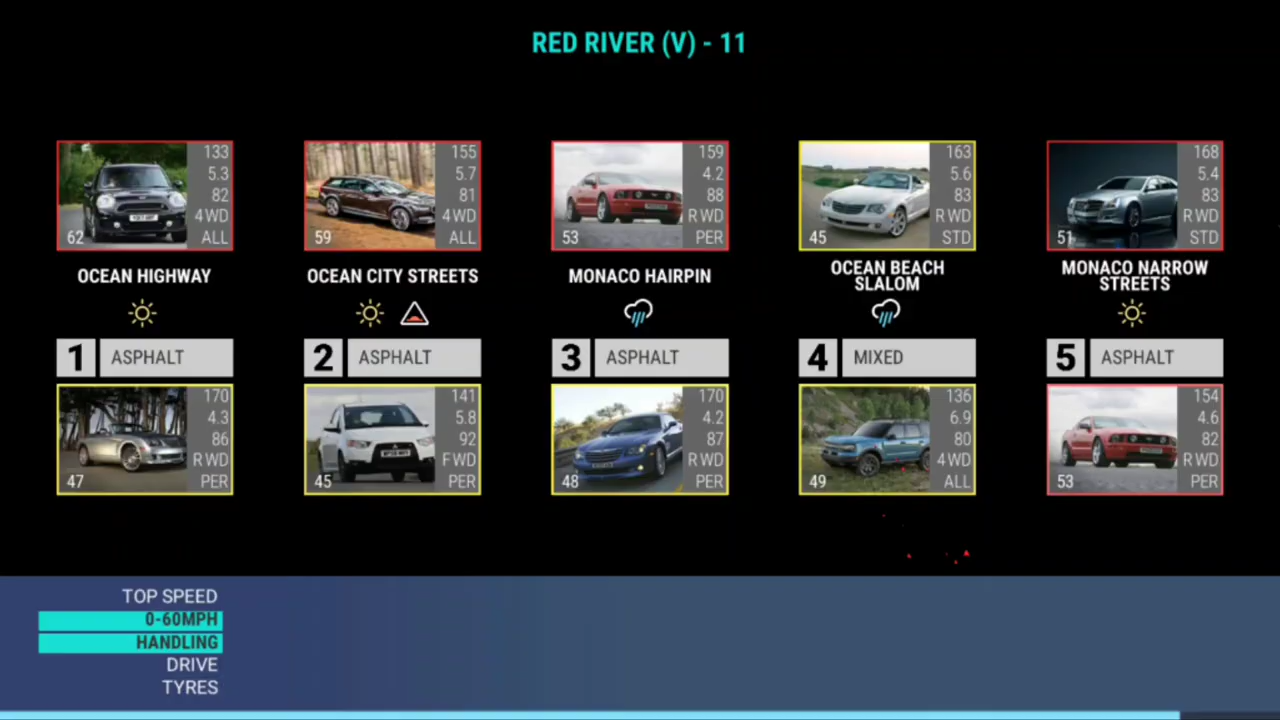 RED RIVER (V) - 11
133
5.3
82
4WD
ALL
62
155
5.7
81
4WD
ALL
59
159
4.2
88
RWD
PER
53
163
5.6
83
RWD
STD
45
168
5.4
83
RWD
STD
51
OCEAN HIGHWAY
OCEAN CITY STREETS
MONACO HAIRPIN
OCEAN BEACH
SLALOM
MONACO NARROW
STREETS
1 ASPHALT
2 ASPHALT
3 ASPHALT
4 MIXED
5 ASPHALT
170
4.3
86
RWD
PER
47
141
5.8
92
FWD
PER
45
170
4.2
87
RWD
PER
48
136
6.9
80
4WD
ALL
49
154
4.6
82
RWD
PER
53
TOP SPEED
0-60MPH
HANDLING
DRIVE
TYRES